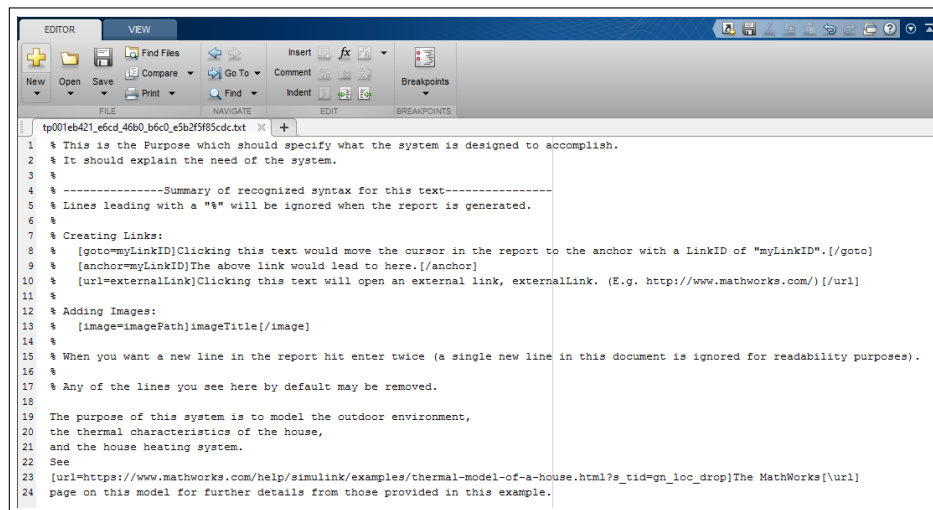 EDITOR VIEW
Find Files Insert fx
Compare Go To Comment
New Open Save Breakpoints
Print Find Indent
FILE NAVIGATE EDIT BREAKPOINTS
tp001eb421_e6cd_46b0_b6c0_e5b2f5f85cdc.txt × +
1 % This is the Purpose which should specify what the system is designed to accomplish.
2 % It should explain the need of the system.
3 %
4 % ---------------Summary of recognized syntax for this text----------------
5 % Lines leading with a "%" will be ignored when the report is generated.
6 %
7 % Creating Links:
8 %   [goto=myLinkID]Clicking this text would move the cursor in the report to the anchor with a LinkID of "myLinkID".[/goto]
9 %   [anchor=myLinkID]The above link would lead to here.[/anchor]
10 %   [url=externalLink]Clicking this text will open an external link, externalLink. (E.g. http://www.mathworks.com/)[/url]
11 %
12 % Adding Images:
13 %   [image=imagePath]imageTitle[/image]
14 %
15 % When you want a new line in the report hit enter twice (a single new line in this document is ignored for readability purposes).
16 %
17 % Any of the lines you see here by default may be removed.
18
19 The purpose of this system is to model the outdoor environment,
20 the thermal characteristics of the house,
21 and the house heating system.
22 See
23 [url=https://www.mathworks.com/help/simulink/examples/thermal-model-of-a-house.html?s_tid=gn_loc_drop]The MathWorks[\url]
24 page on this model for further details from those provided in this example.